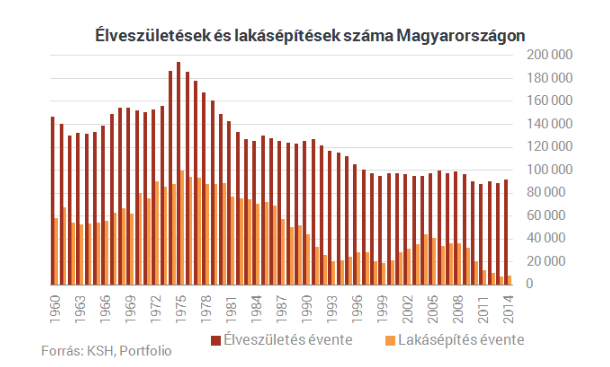 Élveszületések és lakásépítések száma Magyarországon
200 000
180 000
160 000
140 000
120 000
100 000
80 000
60 000
40 000
20 000
0
1960 1963 1966 1969 1972 1975 1978 1981 1984 1987 1990 1993 1996 1999 2002 2005 2008 2011 2014
Élveszületés évente Lakásépítés évente
Forrás: KSH, Portfolio